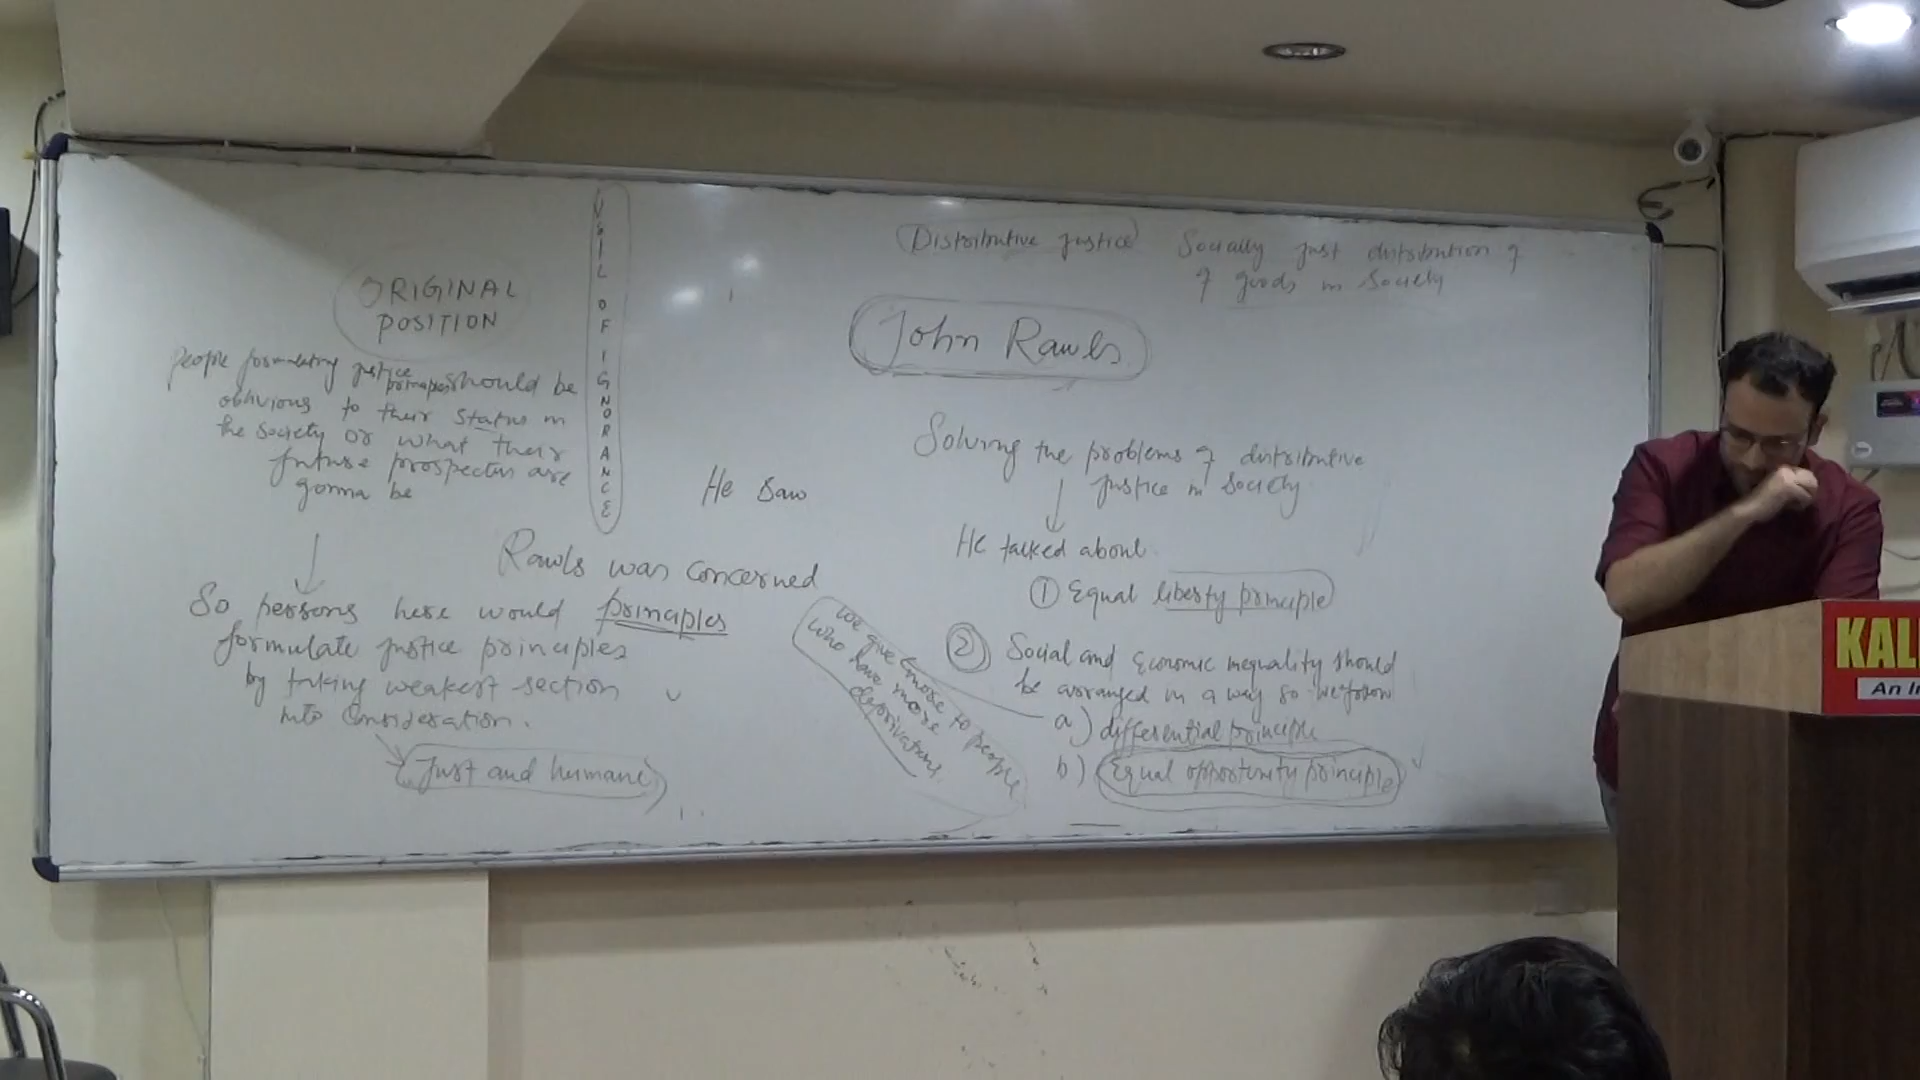 ORIGINAL
POSITION
People formulating justice
principles should be
oblivious to their status in
the society or what their
future prospectus are
gonna be
So persons here would
formulate justice principles
by taking weakest section
into Consideration.
Just and humane
VEIL OF IGNORANCE
He saw
Rawls was concerned
principles
Distributive justice
Socially just distribution of
of goods in Society
John Rawls
Solving the problems of distributive
justice in society
He talked about
① Equal liberty principle
② Social and Economic inequality should
be arranged in a way so we follow
a) differential principle
b) Equal opportunity principle
We give more to people
who have more
deprivations.
KAL
An I